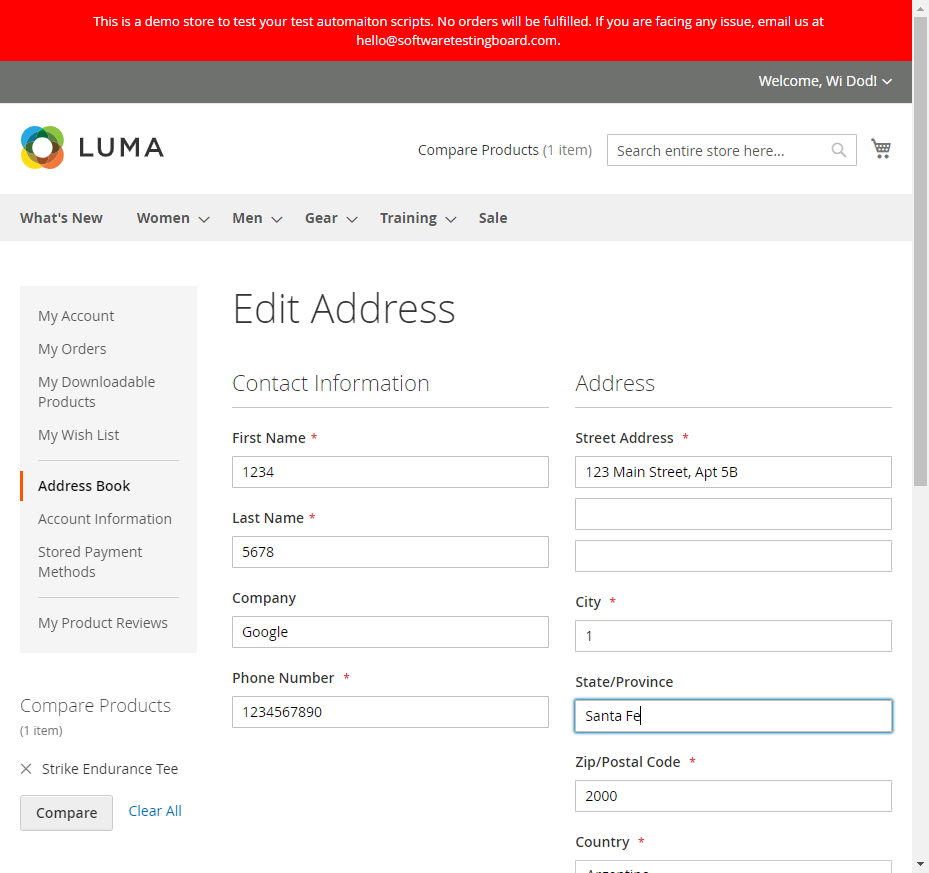 This is a demo store to test your test automaiton scripts. No orders will be fulfilled. If you are facing any issue, email us at
hello@softwaretestingboard.com.
Welcome, Wi Dod!
LUMA
Compare Products (1 item)
Search entire store here...
What's New
Women
Men
Gear
Training
Sale
My Account
My Orders
My Downloadable
Products
My Wish List
Address Book
Account Information
Stored Payment
Methods
My Product Reviews
Compare Products
(1 item)
Strike Endurance Tee
Compare
Clear All
Edit Address
Contact Information
First Name *
1234
Last Name *
5678
Company
Google
Phone Number *
1234567890
Address
Street Address *
123 Main Street, Apt 5B
City *
1
State/Province
Santa Fe
Zip/Postal Code *
2000
Country *
Argentina